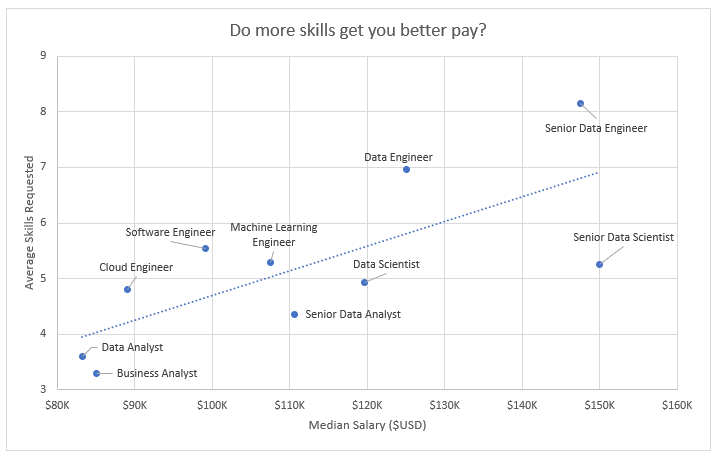 Do more skills get you better pay?
9
8
7
6
5
4
3
Average Skills Requested
Senior Data Engineer
Data Engineer
Software Engineer
Machine Learning
Engineer
Senior Data Scientist
Cloud Engineer
Data Scientist
Senior Data Analyst
Data Analyst
Business Analyst
$80K $90K $100K $110K $120K $130K $140K $150K $160K
Median Salary ($USD)